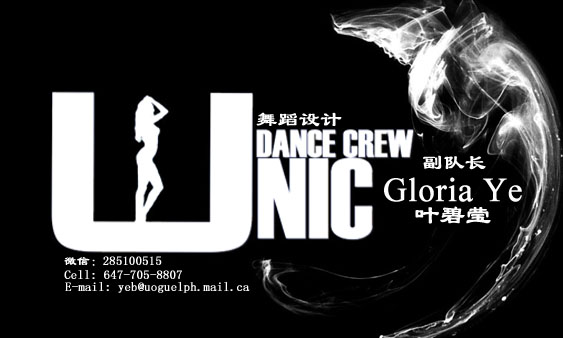 舞蹈设计
DANCE CREW
UNIC
副队长
Gloria Ye
叶碧莹
微信: 285100515
Cell: 647-705-8807
E-mail: yeb@uoguelph.mail.ca